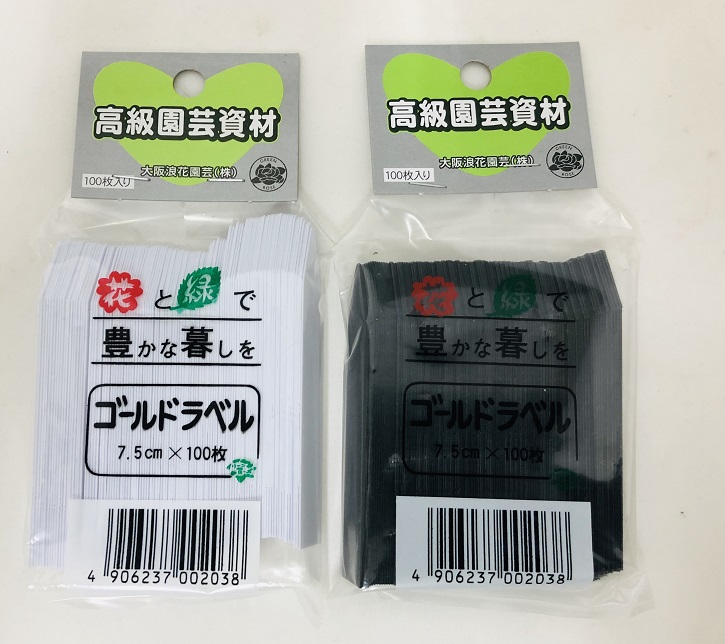 高級園芸資材
大阪浪花園芸(株)
100枚入り
GREEN
ROSE
花と緑で
豊かな暮しを
ゴールドラベル
7.5cm×100枚
4 906237 002038
高級園芸資材
大阪浪花園芸(株)
100枚入り
GREEN
ROSE
花と緑で
豊かな暮しを
ゴールドラベル
7.5cm×100枚
4 906237 002038